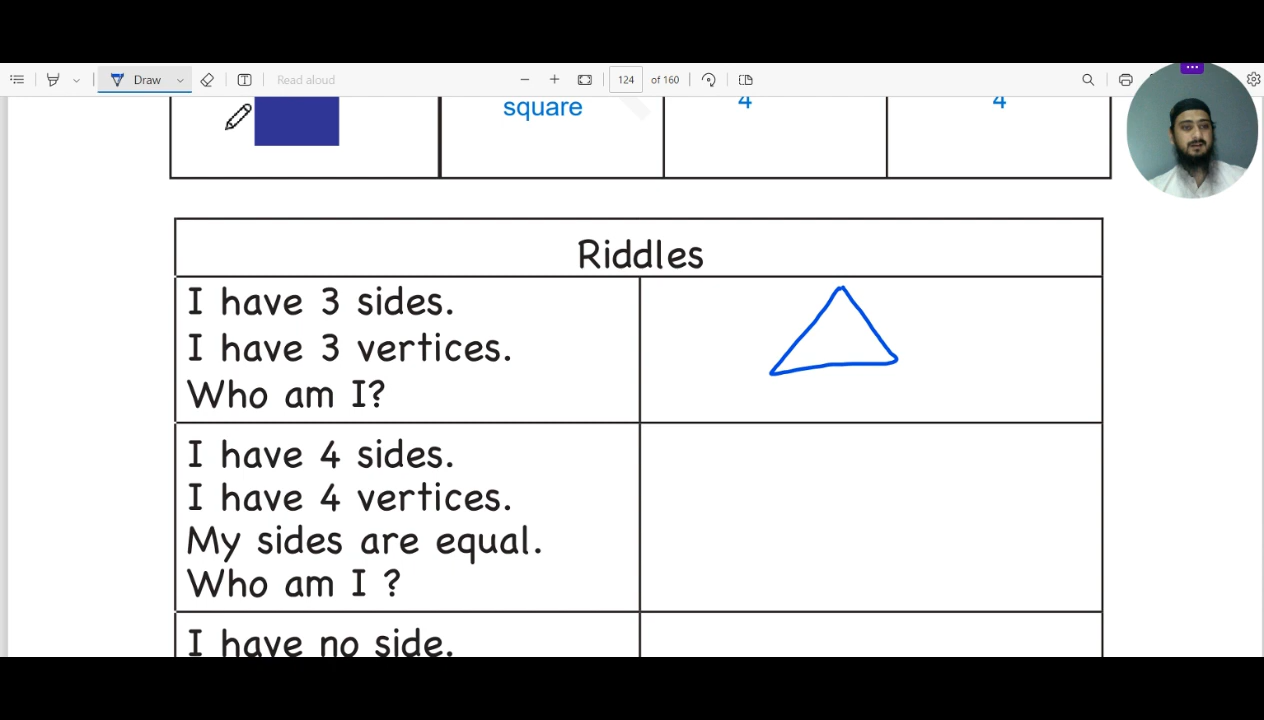 Draw
Read aloud
124 of 160
square 4 4
Riddles
I have 3 sides.
I have 3 vertices.
Who am I?
I have 4 sides.
I have 4 vertices.
My sides are equal.
Who am I ?
I have no side.